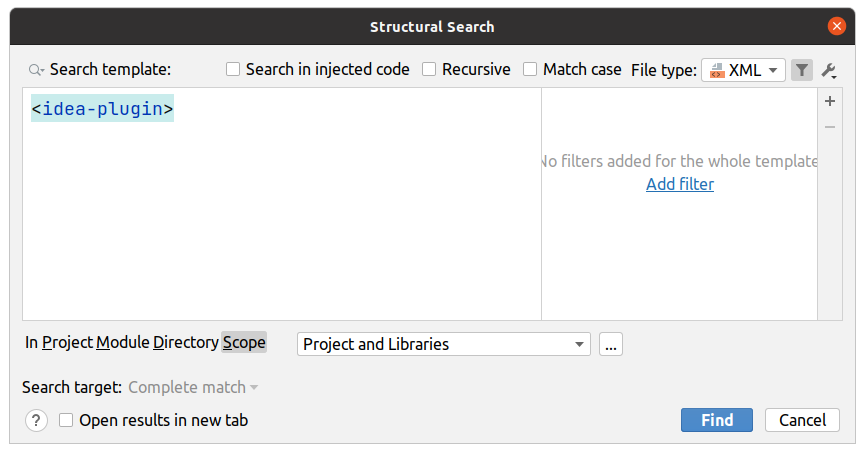 Structural Search
Search template: Search in injected code Recursive Match case File type: XML
<idea-plugin>
No filters added for the whole template
Add filter
In Project Module Directory Scope Project and Libraries ...
Search target: Complete match
? Open results in new tab Find Cancel